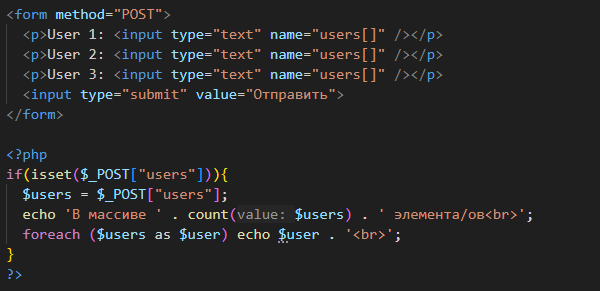 <form method="POST">
<p>User 1: <input type="text" name="users[]" /></p>
<p>User 2: <input type="text" name="users[]" /></p>
<p>User 3: <input type="text" name="users[]" /></p>
<input type="submit" value="Отправить">
</form>
<?php
if(isset($_POST["users"])){
$users = $_POST["users"];
echo 'В массиве ' . count(value: $users) . ' элемента/ов<br>';
foreach ($users as $user) echo $user . '<br>';
}
?>